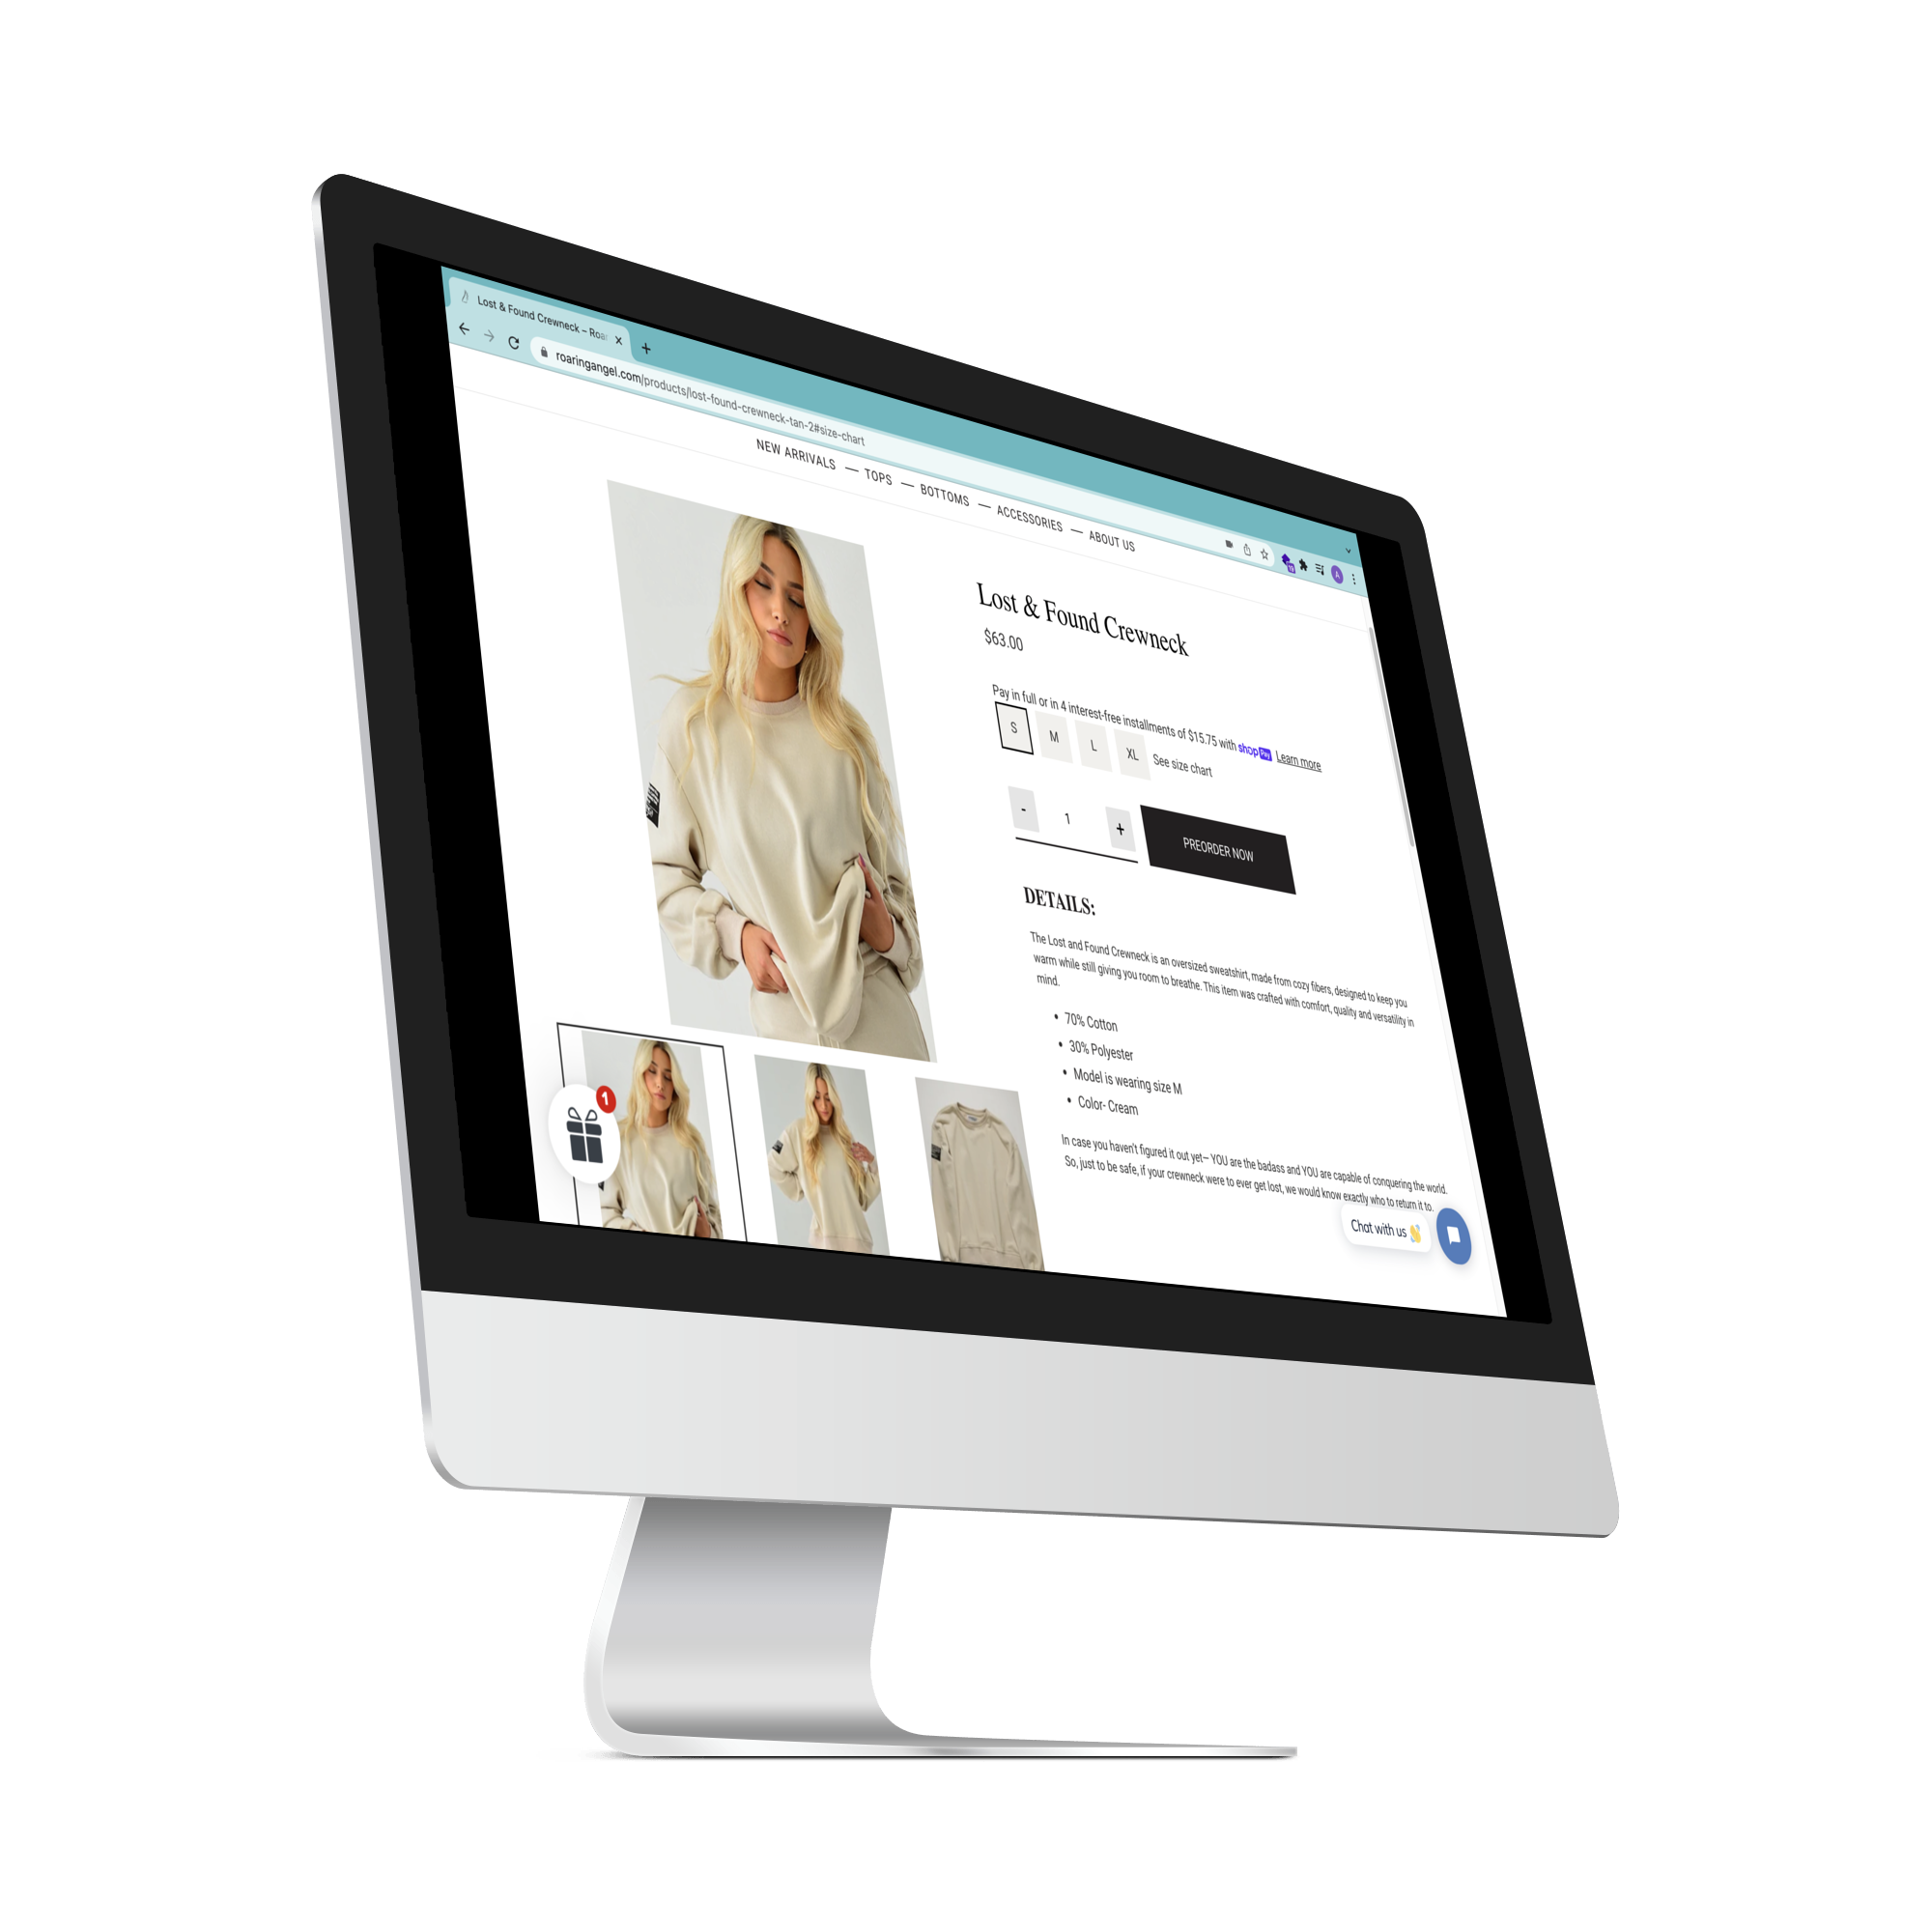 Lost & Found Crewneck – Roa
roaringangel.com/products/lost-found-crewneck-tan-2#size-chart
A
NEW ARRIVALS — TOPS — BOTTOMS — ACCESSORIES — ABOUT US
Lost & Found Crewneck
$63.00
Pay in full or in 4 interest-free installments of $15.75 with shop Pay Learn more
S M L XL See size chart
- 1 + PREORDER NOW
DETAILS:
The Lost and Found Crewneck is an oversized sweatshirt, made from cozy fibers, designed to keep you
warm while still giving you room to breathe. This item was crafted with comfort, quality and versatility in
mind.
• 70% Cotton
• 30% Polyester
• Model is wearing size M
• Color- Cream
In case you haven't figured it out yet— YOU are the badass and YOU are capable of conquering the world.
So, just to be safe, if your crewneck were to ever get lost, we would know exactly who to return it to.
1
Chat with us 👋